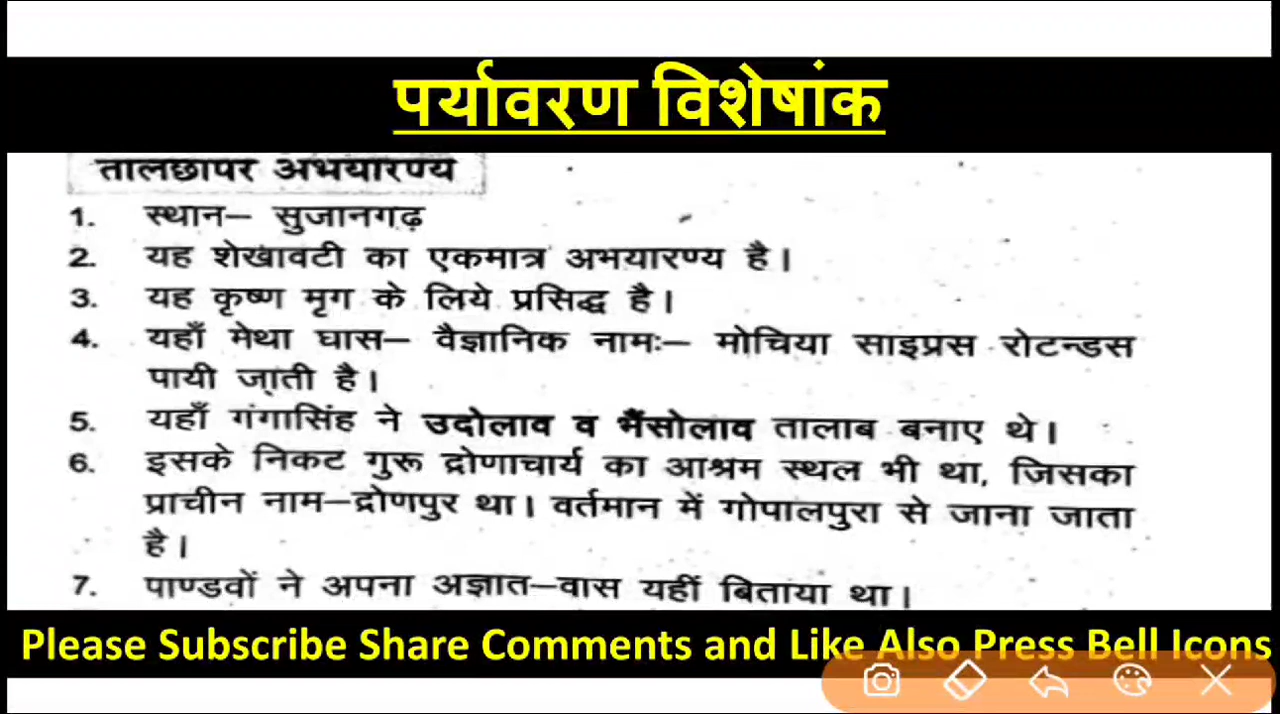 पर्यावरण विशेषांक
तालछापर अभयारण्य
1. स्थान– सुजानगढ़
2. यह शेखावटी का एकमात्र अभयारण्य है।
3. यह कृष्ण मृग के लिये प्रसिद्ध है।
4. यहाँ मेथा घास– वैज्ञानिक नामः– मोचिया साइप्रस रोटन्डस
पायी जाती है।
5. यहाँ गंगासिंह ने उदोलाव व भैंसोलाव तालाब बनाए थे।
6. इसके निकट गुरू द्रोणाचार्य का आश्रम स्थल भी था, जिसका
प्राचीन नाम–द्रोणपुर था। वर्तमान में गोपालपुरा से जाना जाता
है।
7. पाण्डवों ने अपना अज्ञात–वास यहीं बिताया था।
Please Subscribe Share Comments and Like Also Press Bell Icons